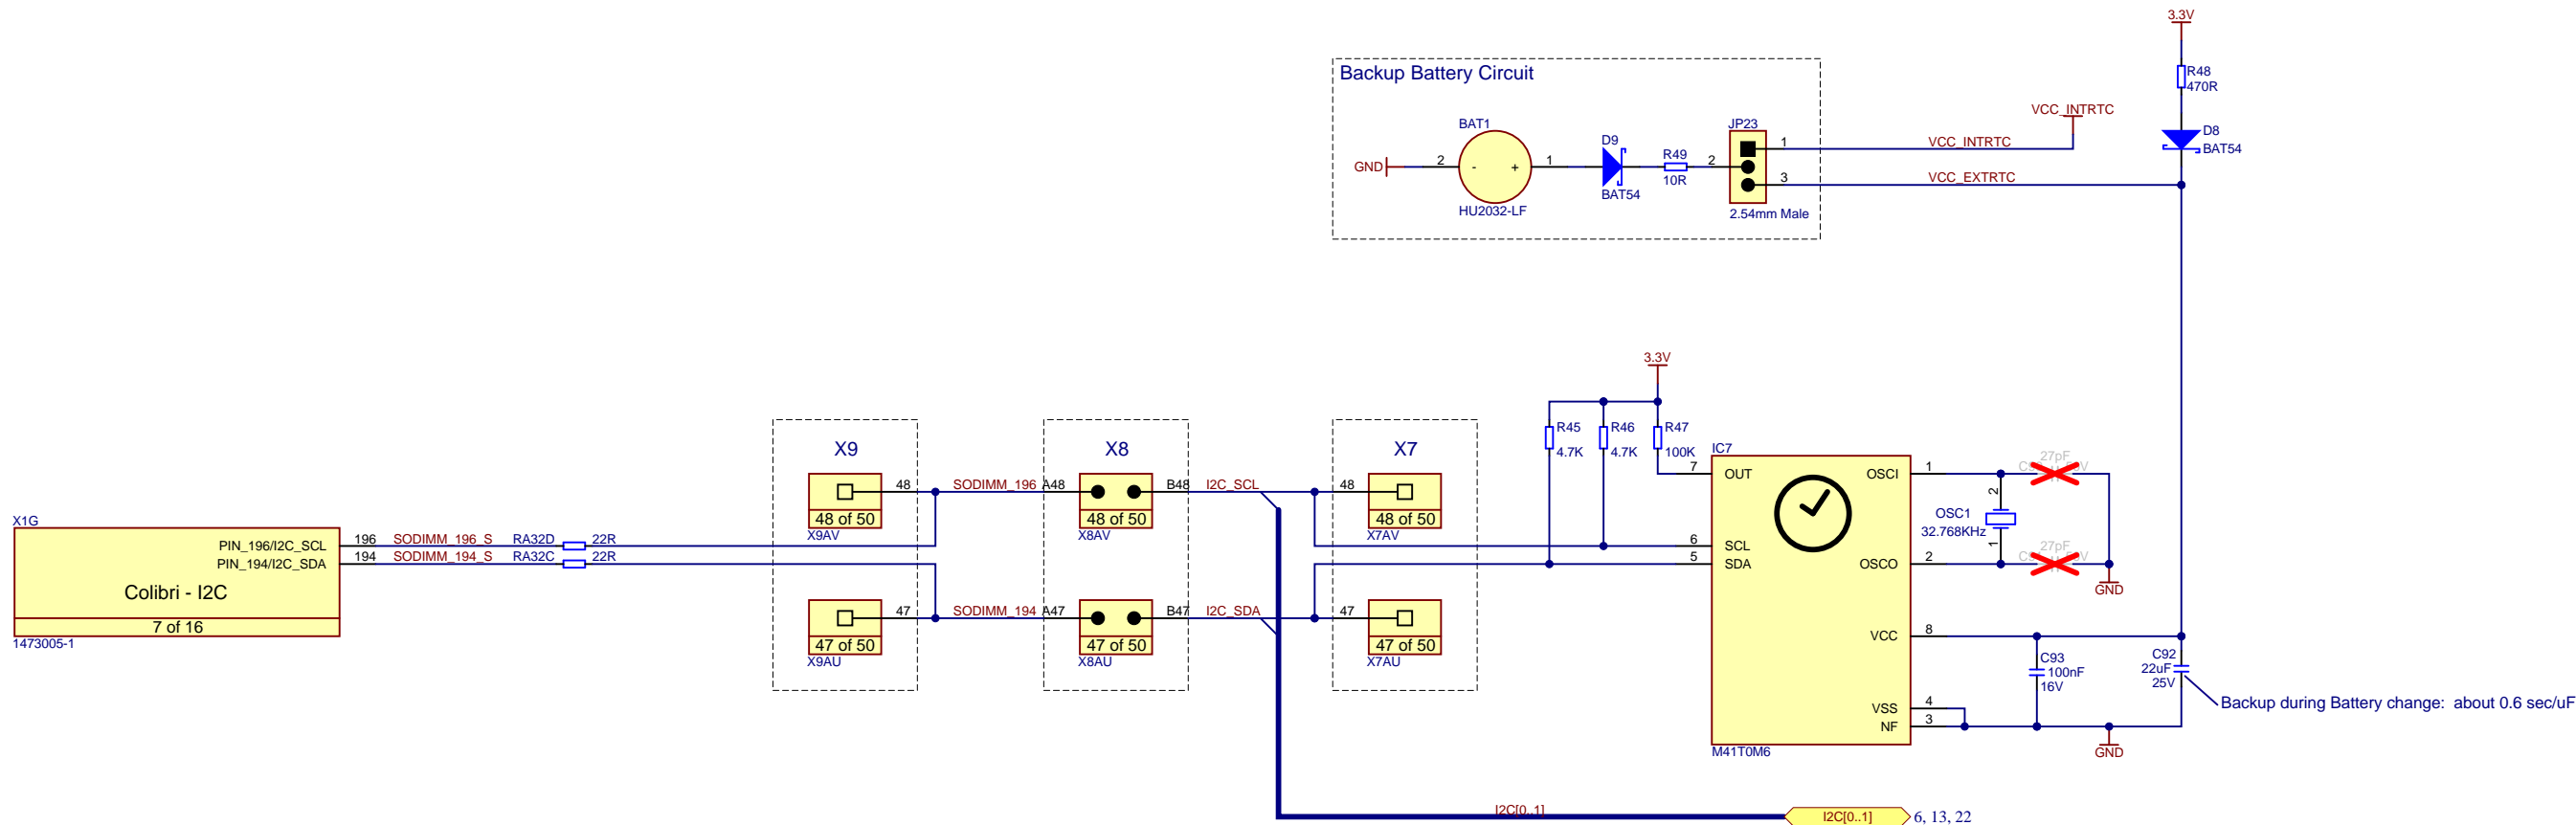 3.3V
R48
470R
Backup Battery Circuit
VCC_INTRTC
BAT1
JP23
D9
D8
BAT54
R49
GND
2
-
+
1
2
1
VCC_INTRTC
3
VCC_EXTRTC
10R
BAT54
HU2032-LF
2.54mm Male
3.3V
X9
X8
X7
R45
4.7K
R46
4.7K
R47
100K
IC7
27pF
7
OUT
OSCI
1
48
SODIMM_196
A48
B48
I2C_SCL
48
2
OSC1
32.768KHz
1
48 of 50
48 of 50
48 of 50
X9AV
X8AV
X7AV
X1G
PIN_196/I2C_SCL
196
SODIMM_196_S
RA32D
22R
PIN_194/I2C_SDA
194
SODIMM_194_S
RA32C
22R
6
SCL
5
SDA
27pF
OSCO
2
GND
Colibri - I2C
7 of 16
1473005-1
47
SODIMM_194
A47
B47
I2C_SDA
47
47 of 50
47 of 50
47 of 50
X9AU
X8AU
X7AU
VCC
8
C93
100nF
16V
C92
22uF
25V
VSS
4
NF
3
Backup during Battery change: about 0.6 sec/uF
M41T0M6
GND
I2C[0..1]
I2C[0..1]
6, 13, 22